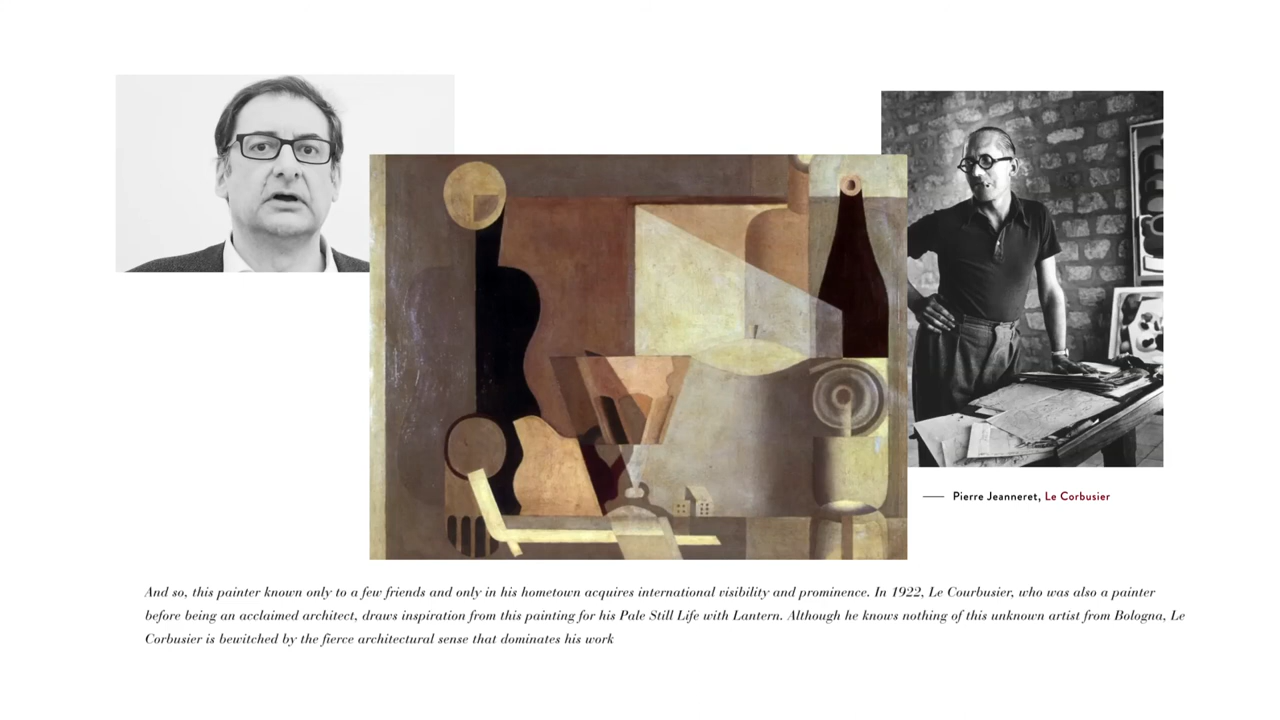 Pierre Jeanneret, Le Corbusier
And so, this painter known only to a few friends and only in his hometown acquires international visibility and prominence. In 1922, Le Courbusier, who was also a painter
before being an acclaimed architect, draws inspiration from this painting for his Pale Still Life with Lantern. Although he knows nothing of this unknown artist from Bologna, Le
Corbusier is bewitched by the fierce architectural sense that dominates his work